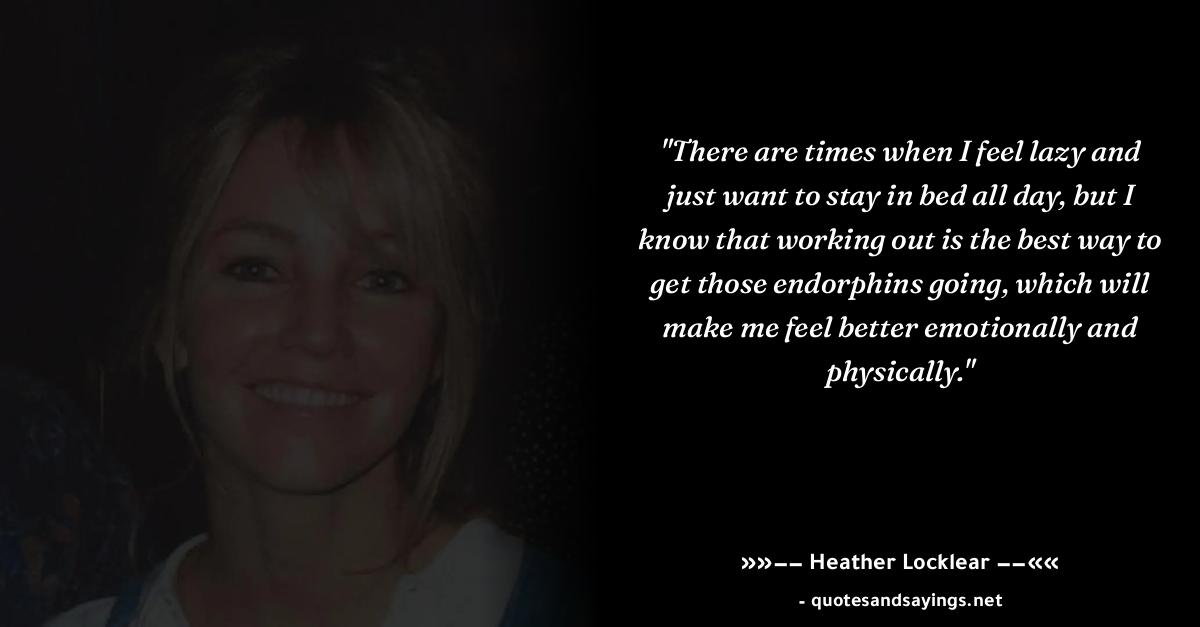 "There are times when I feel lazy and
just want to stay in bed all day, but I
know that working out is the best way to
get those endorphins going, which will
make me feel better emotionally and
physically."
»»–– Heather Locklear ––««
- quotesandsayings.net